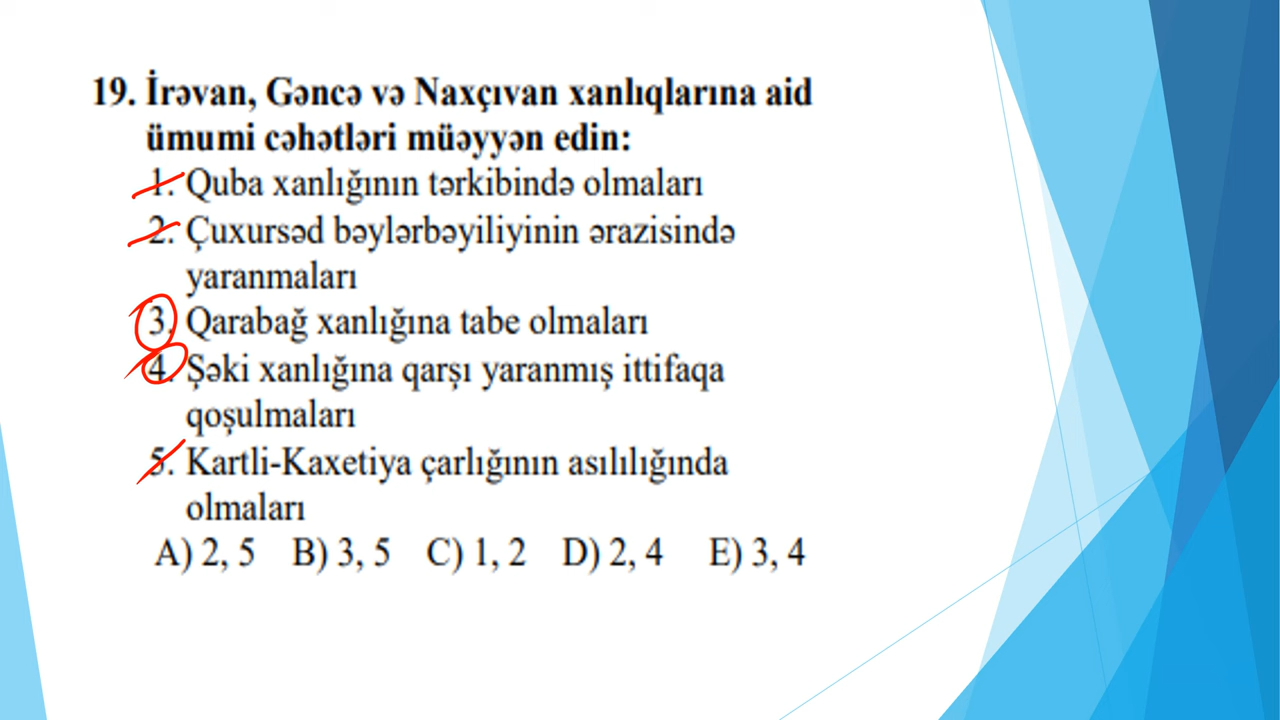 19. İrəvan, Gəncə və Naxçıvan xanlıqlarına aid
ümumi cəhətləri müəyyən edin:
1. Quba xanlığının tərkibində olmaları
2. Çuxursəd bəylərbəyiliyinin ərazisində
yaranmaları
3. Qarabağ xanlığına tabe olmaları
4. Şəki xanlığına qarşı yaranmış ittifaqa
qoşulmaları
5. Kartli-Kaxetiya çarlığının asılılığında
olmaları
A) 2, 5 B) 3, 5 C) 1, 2 D) 2, 4 E) 3, 4